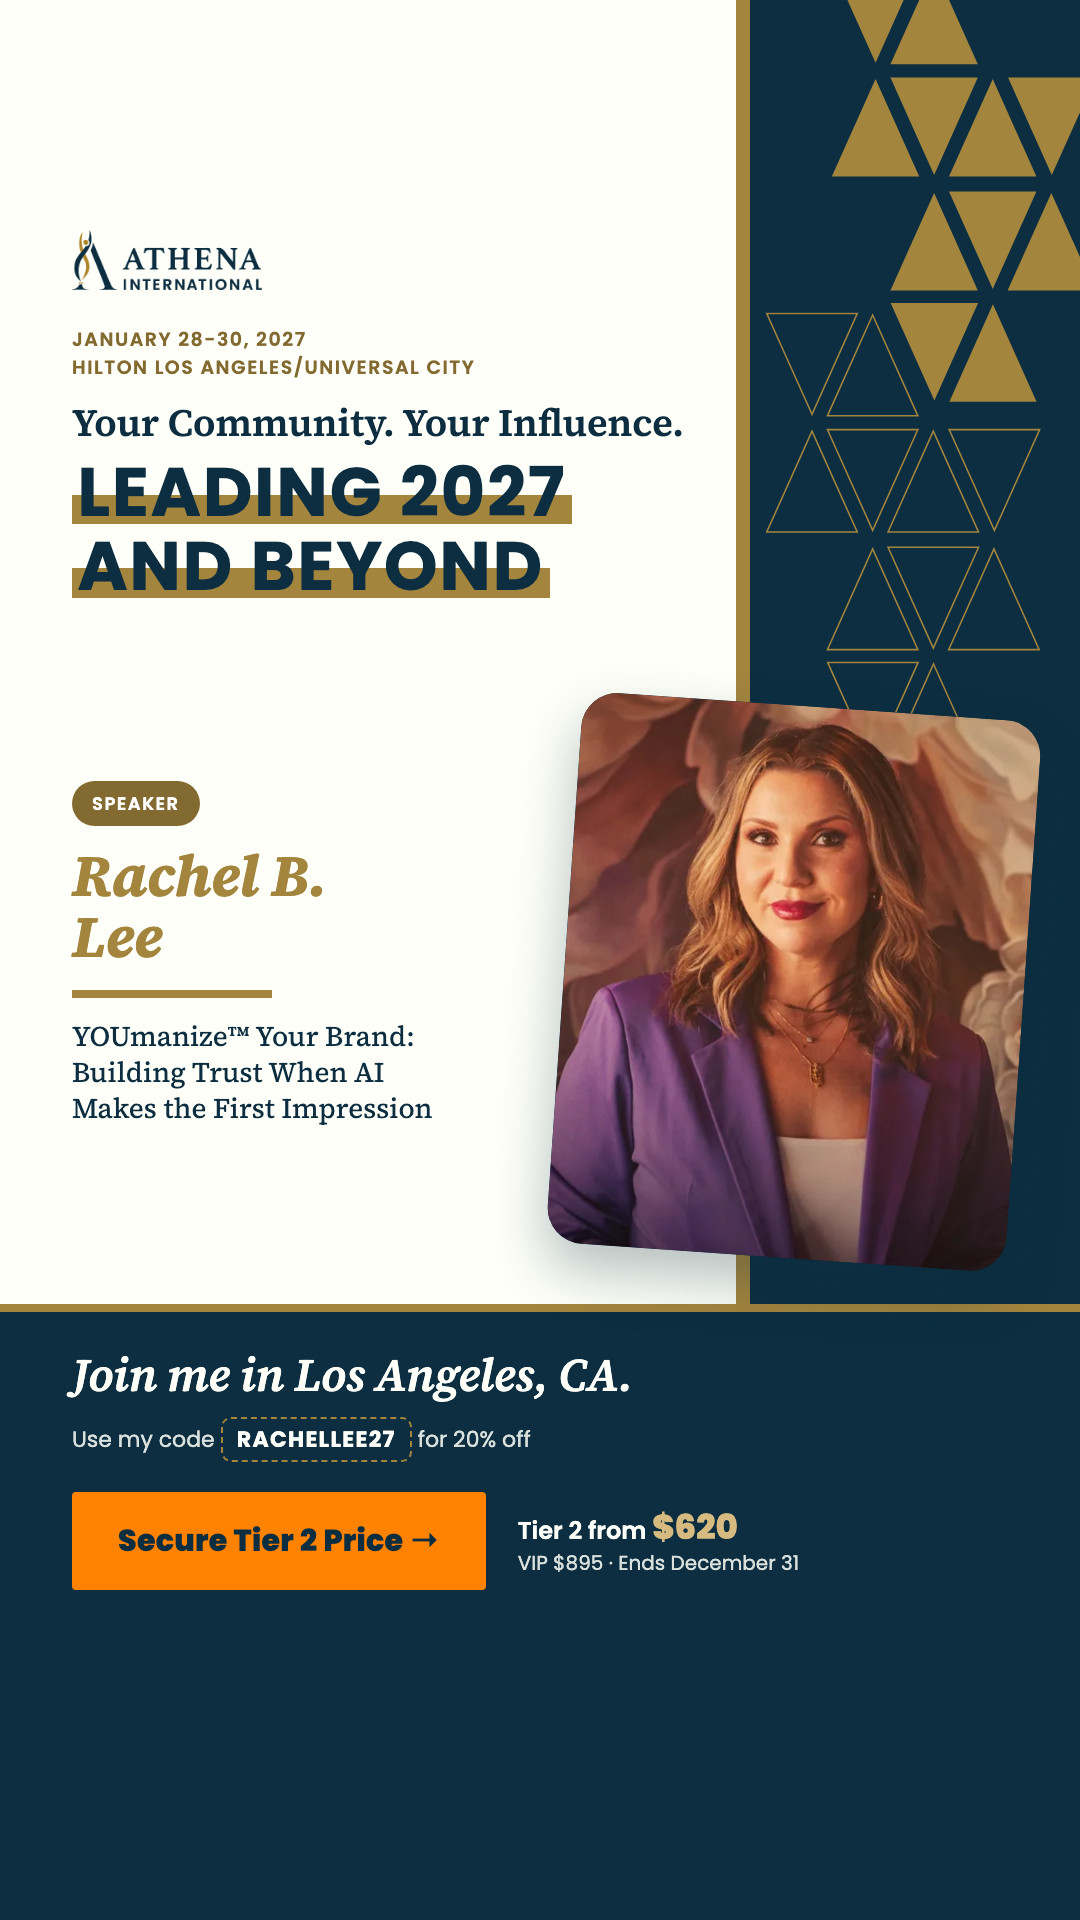 ATHENA
INTERNATIONAL
JANUARY 28-30, 2027
HILTON LOS ANGELES/UNIVERSAL CITY
Your Community. Your Influence.
LEADING 2027
AND BEYOND
SPEAKER
Rachel B.
Lee
YOUmanize™ Your Brand:
Building Trust When AI
Makes the First Impression
Join me in Los Angeles, CA.
Use my code RACHELLEE27 for 20% off
Secure Tier 2 Price →
Tier 2 from $620
VIP $895 · Ends December 31